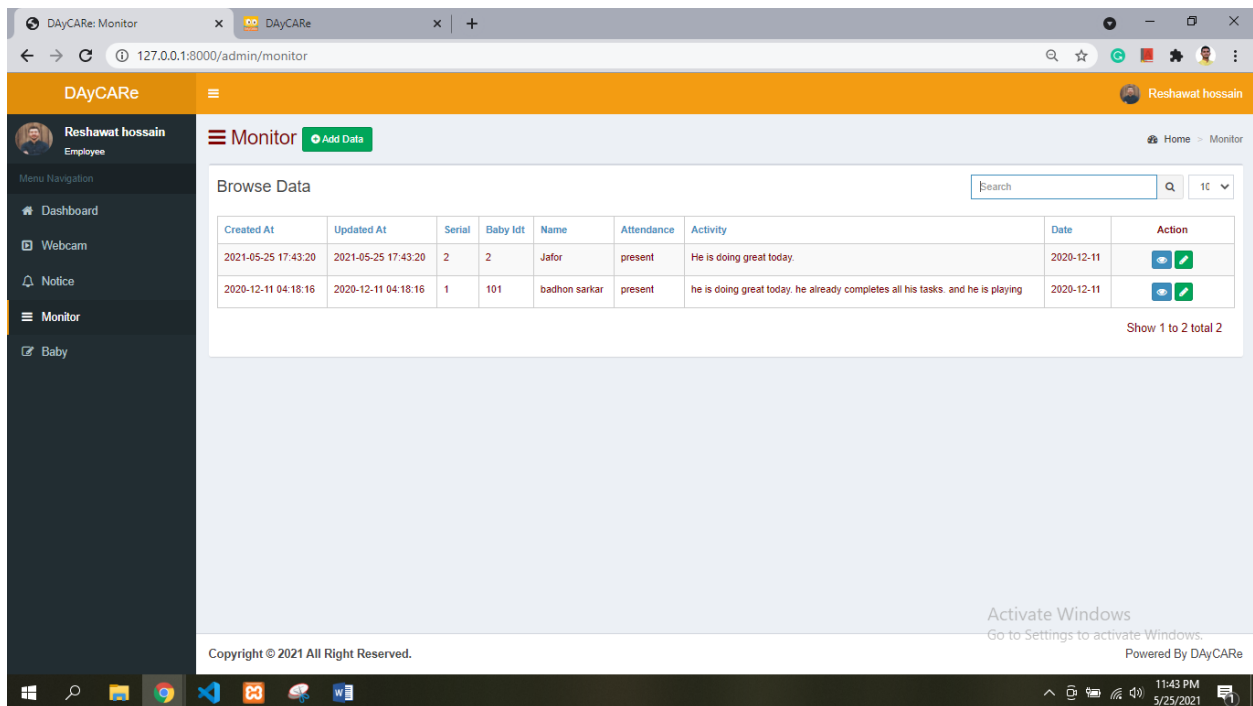 DAyCARe: Monitor
DAyCARe
127.0.0.1:8000/admin/monitor
DAyCARe
Reshawat hossain
Reshawat hossain
Employee
Monitor
Add Data
Home > Monitor
Menu Navigation
Dashboard
Webcam
Notice
Monitor
Baby
Browse Data
Search
Created At Updated At Serial Baby Idt Name Attendance Activity Date Action
2021-05-25 17:43:20 2021-05-25 17:43:20 2 2 Jafor present He is doing great today. 2020-12-11
2020-12-11 04:18:16 2020-12-11 04:18:16 1 101 badhon sarkar present he is doing great today. he already completes all his tasks. and he is playing 2020-12-11
Show 1 to 2 total 2
Activate Windows
Go to Settings to activate Windows.
Copyright © 2021 All Right Reserved.
Powered By DAyCARe
11:43 PM
5/25/2021